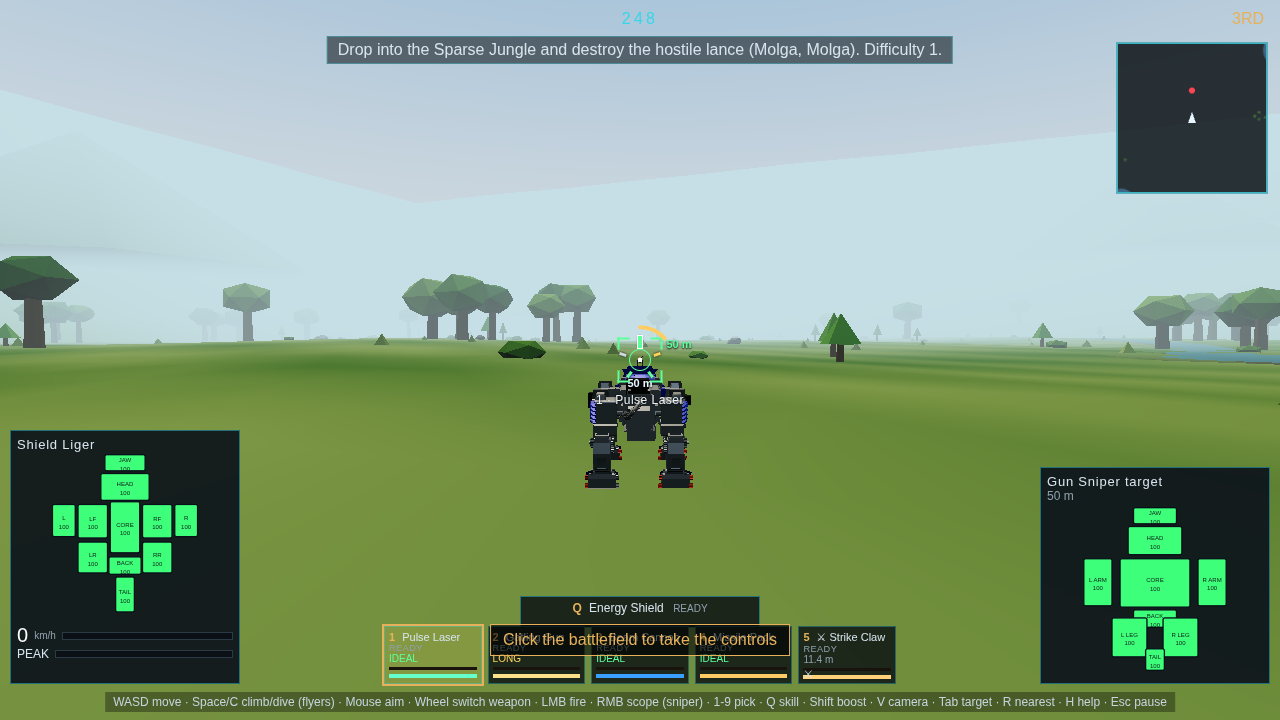 248
3RD
Drop into the Sparse Jungle and destroy the hostile lance (Molga, Molga). Difficulty 1.
50 m
50 m
1 · Pulse Laser
Shield Liger
JAW
100
HEAD
100
L
100
LF
100
CORE
100
RF
100
R
100
LR
100
BACK
100
RR
100
TAIL
100
0 km/h
PEAK
Gun Sniper target
50 m
JAW
100
HEAD
100
L ARM
100
CORE
100
R ARM
100
BACK
100
L LEG
100
R LEG
100
TAIL
100
Q Energy Shield READY
1 Pulse Laser
READY
IDEAL
2
READY
LONG
READY
IDEAL
READY
IDEAL
5 ⚔ Strike Claw
READY
11.4 m
Click the battlefield to take the controls
WASD move · Space/C climb/dive (flyers) · Mouse aim · Wheel switch weapon · LMB fire · RMB scope (sniper) · 1-9 pick · Q skill · Shift boost · V camera · Tab target · R nearest · H help · Esc pause